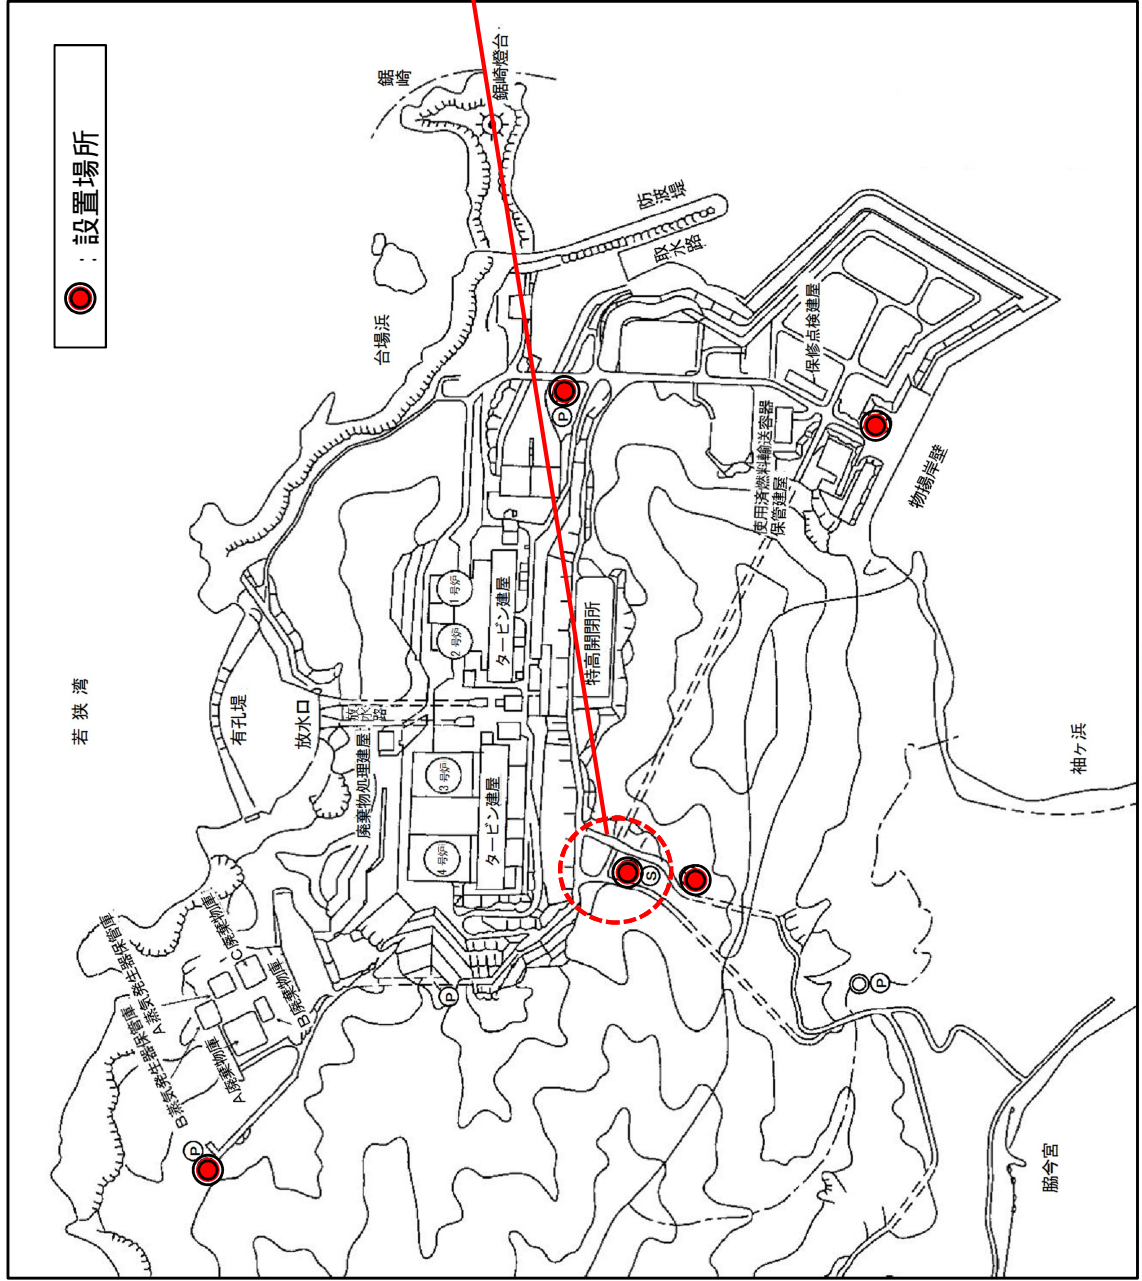 ：設置場所
鋸崎
鋸崎燈台
台場浜
防波堤
取水路
若狭湾
有孔堤
放水口
放水路
廃棄物処理建屋
1号炉
2号炉
タービン建屋
3号炉
4号炉
タービン建屋
特高開閉所
保修点検建屋
使用済燃料輸送容器
保管建屋
物揚岸壁
袖ヶ浜
脇今宮
A蒸気発生器保管庫
B蒸気発生器保管庫
C廃棄物庫
B廃棄物庫
A廃棄物庫
P
P
P
P
S